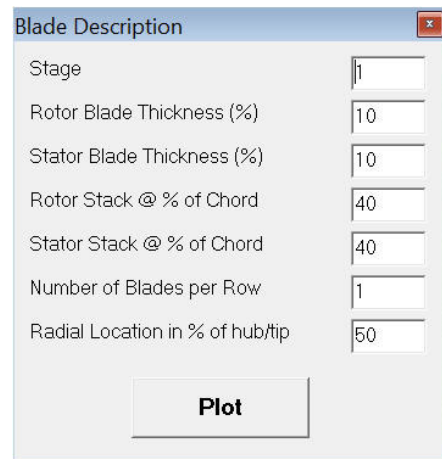 Blade Description
Stage 1
Rotor Blade Thickness (%) 10
Stator Blade Thickness (%) 10
Rotor Stack @ % of Chord 40
Stator Stack @ % of Chord 40
Number of Blades per Row 1
Radial Location in % of hub/tip 50
Plot